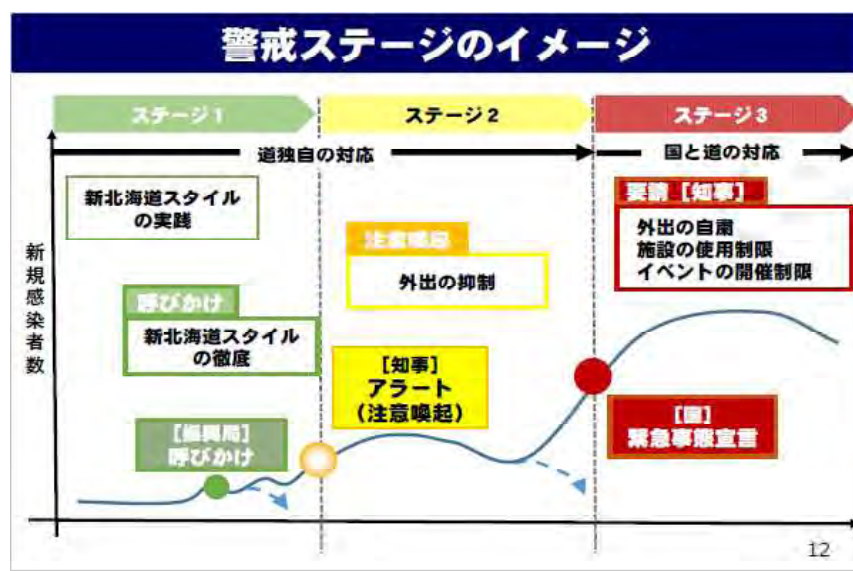 警戒ステージのイメージ
ステージ1
ステージ2
ステージ3
道独自の対応
国と道の対応
新規感染者数
新北海道スタイル
の実践
呼びかけ
新北海道スタイル
の徹底
[振興局]
呼びかけ
注意喚起
外出の抑制
[知事]
アラート
(注意喚起)
要請[知事]
外出の自粛
施設の使用制限
イベントの開催制限
[国]
緊急事態宣言
12